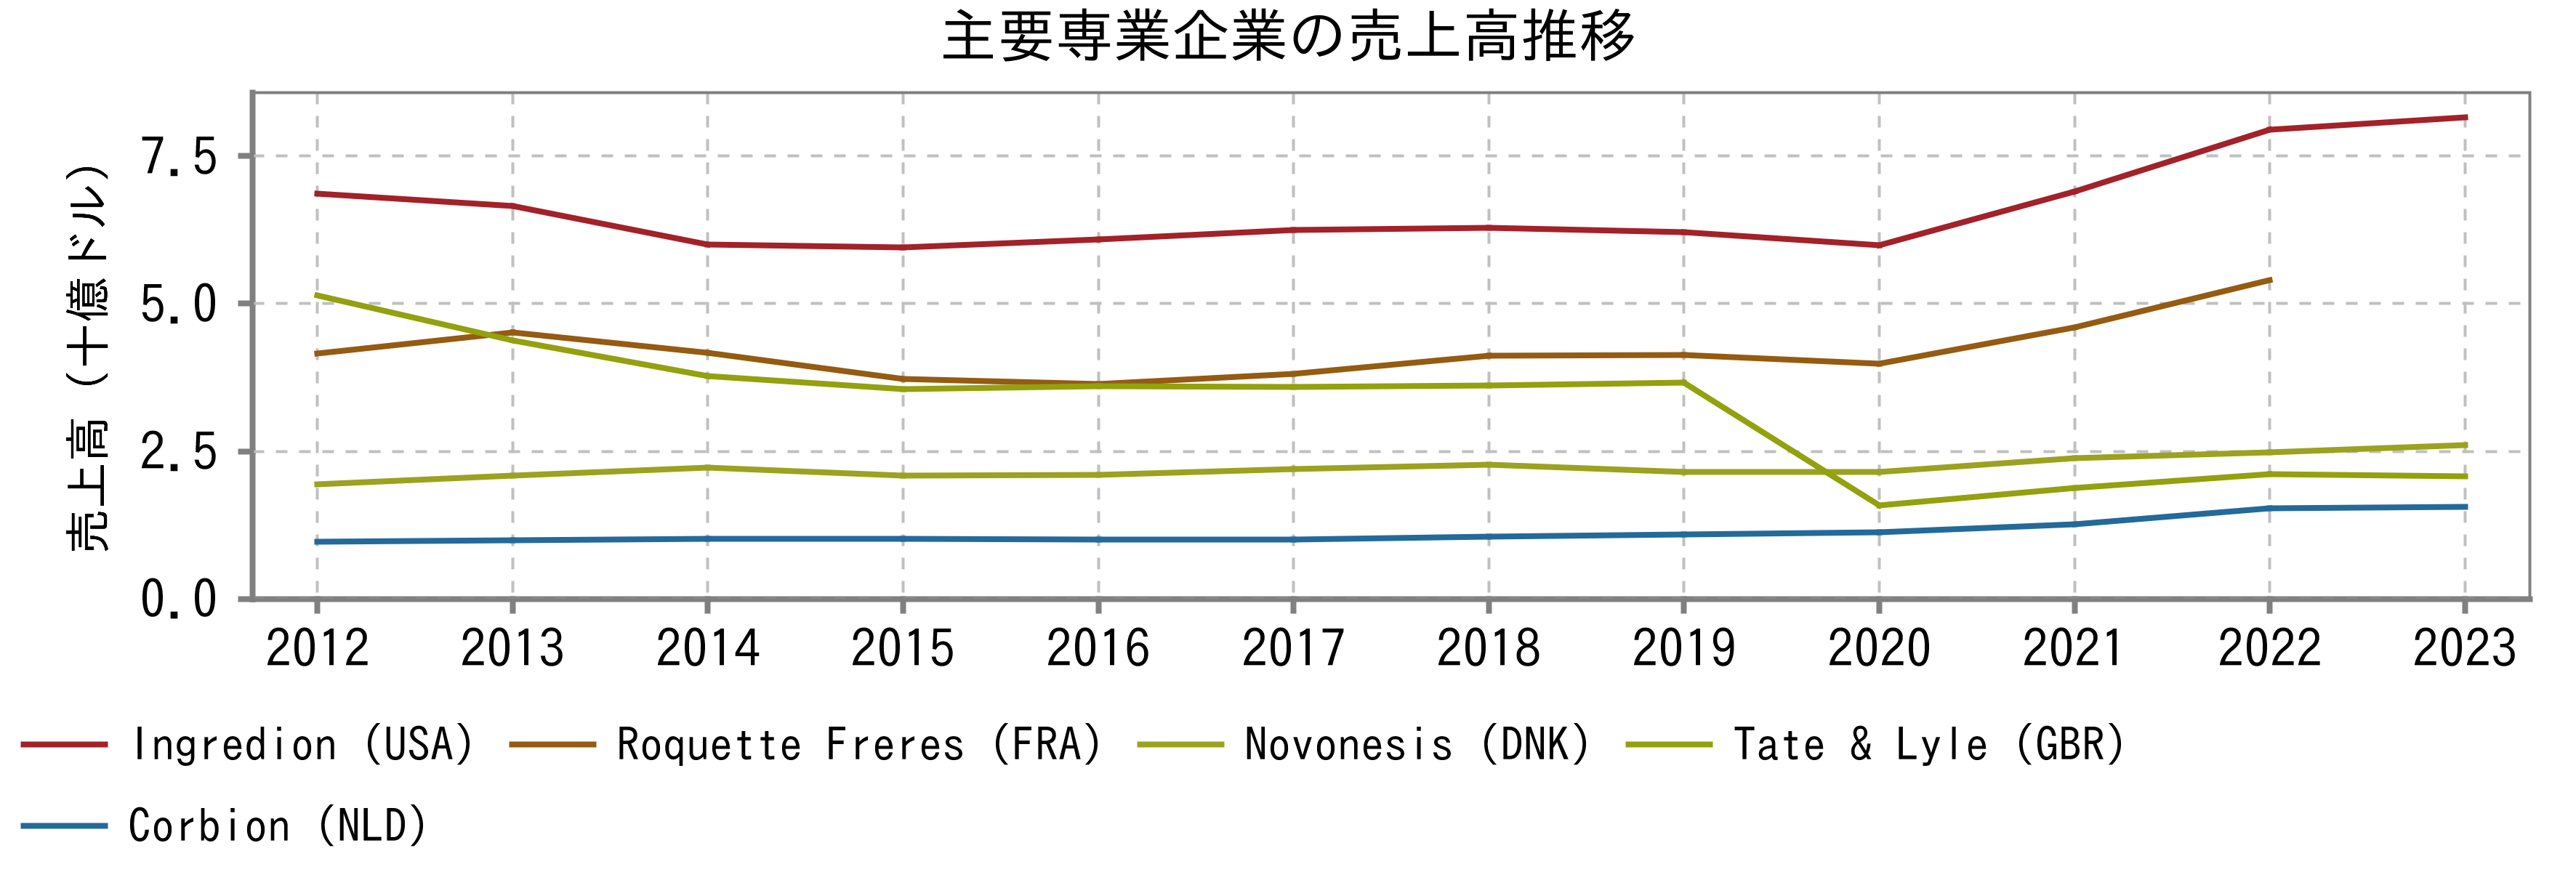 主要専業企業の売上高推移
売上高（十億ドル）
7.5
5.0
2.5
0.0
2012 2013 2014 2015 2016 2017 2018 2019 2020 2021 2022 2023
Ingredion (USA) Roquette Freres (FRA) Novonesis (DNK) Tate & Lyle (GBR)
Corbion (NLD)